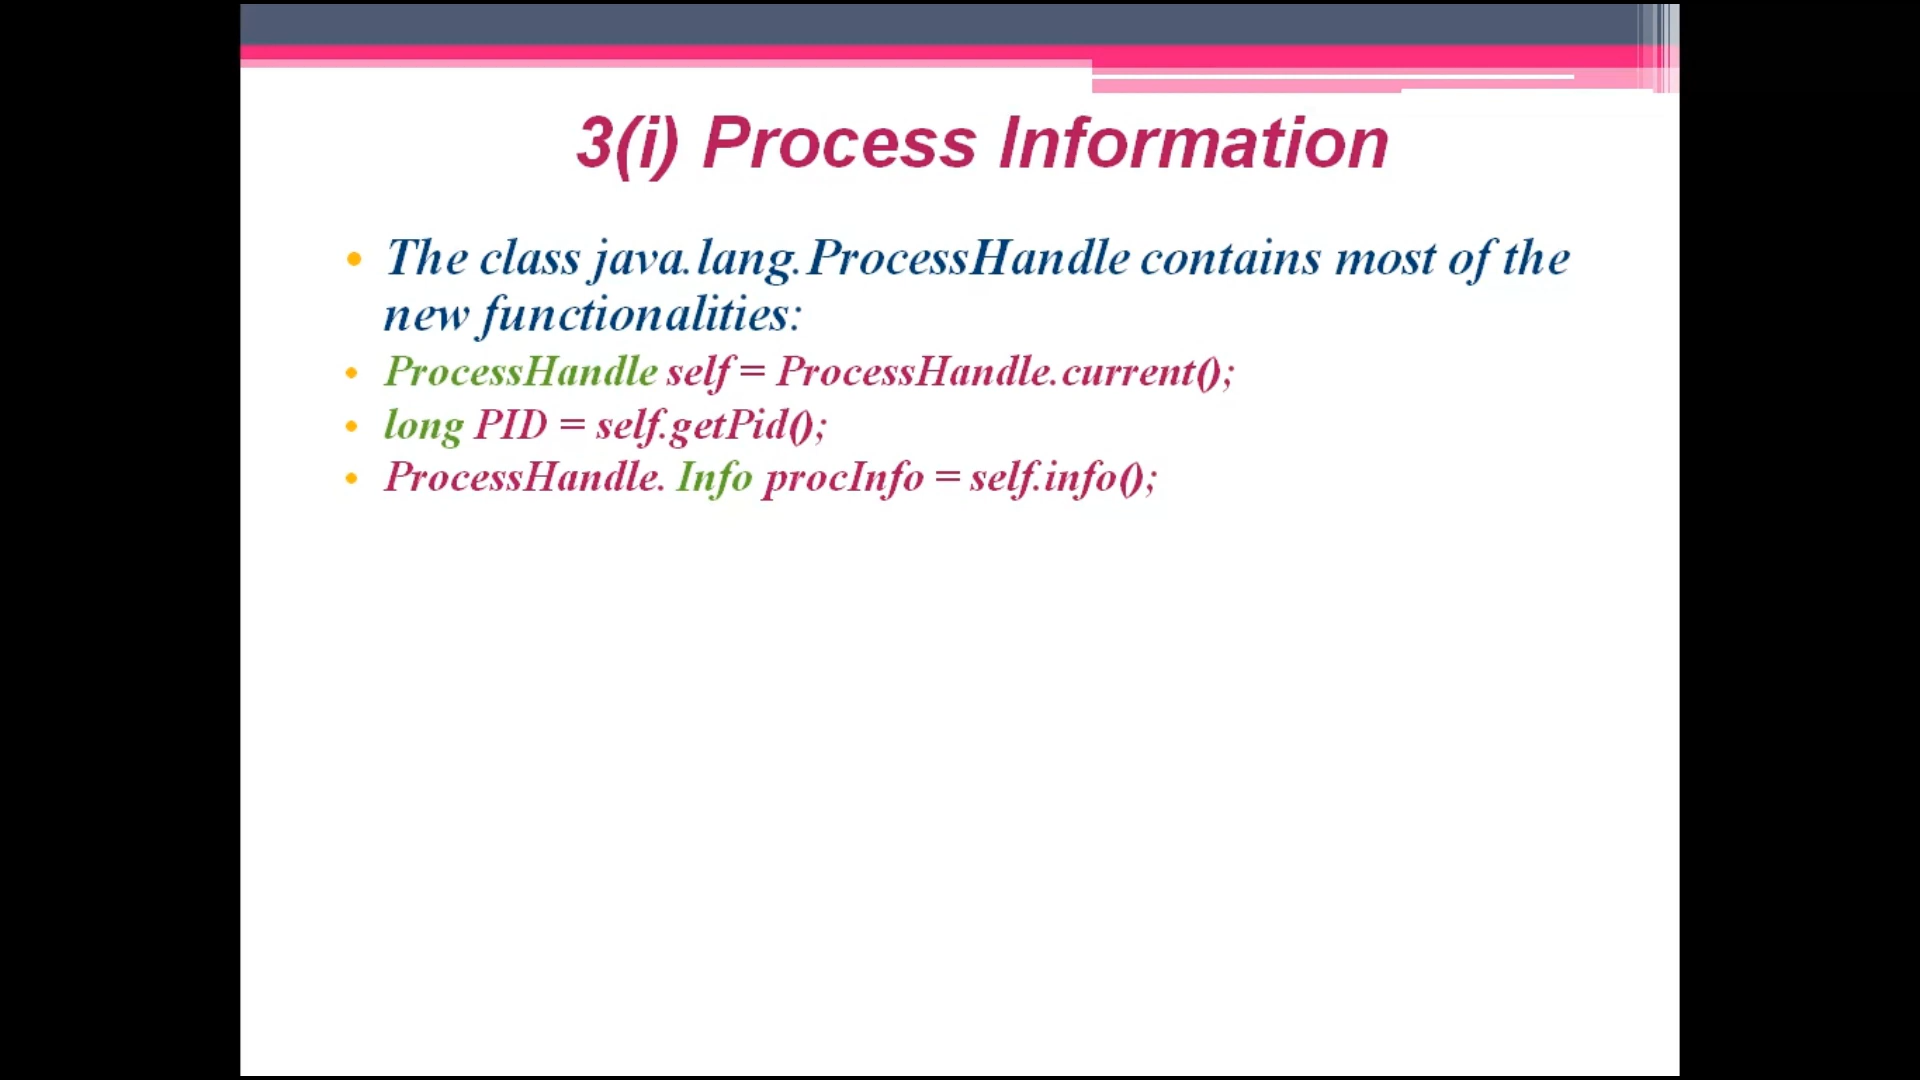 3(i) Process Information
• The class java.lang.ProcessHandle contains most of the
new functionalities:
• ProcessHandle self = ProcessHandle.current();
• long PID = self.getPid();
• ProcessHandle. Info procInfo = self.info();